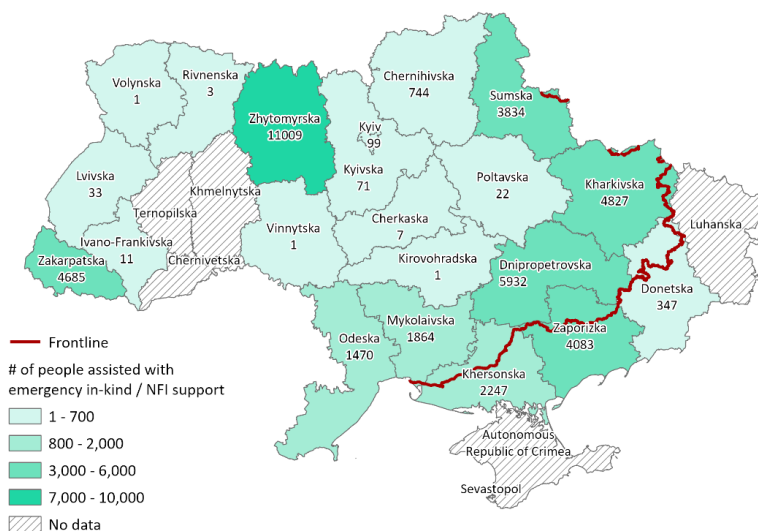 Volynska
1
Rivnenska
3
Zhytomyrska
11009
Chernihivska
744
Sumska
3834
Kyiv
99
Kyivska
71
Lvivska
33
Ternopilska
Khmelnytska
Vinnytska
1
Cherkaska
7
Poltavska
22
Kharkivska
4827
Luhanska
Zakarpatska
4685
Ivano-Frankivska
11
Chernivetska
Kirovohradska
1
Dnipropetrovska
5932
Donetska
347
Odeska
1470
Mykolaivska
1864
Khersonska
2247
Zaporizka
4083
Autonomous
Republic of Crimea
Sevastopol
Frontline
# of people assisted with
emergency in-kind / NFI support
1 - 700
800 - 2,000
3,000 - 6,000
7,000 - 10,000
No data